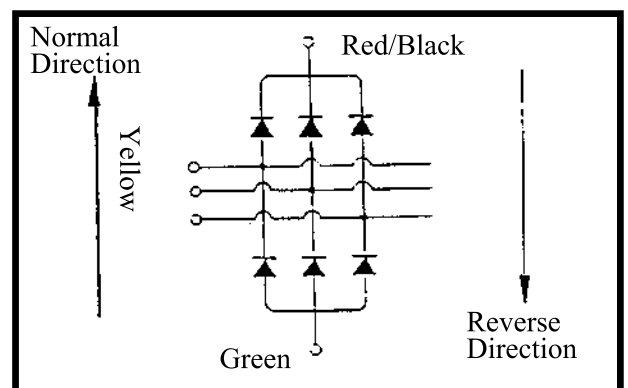 Normal
Direction
Red/Black
Yellow
Green
Reverse
Direction